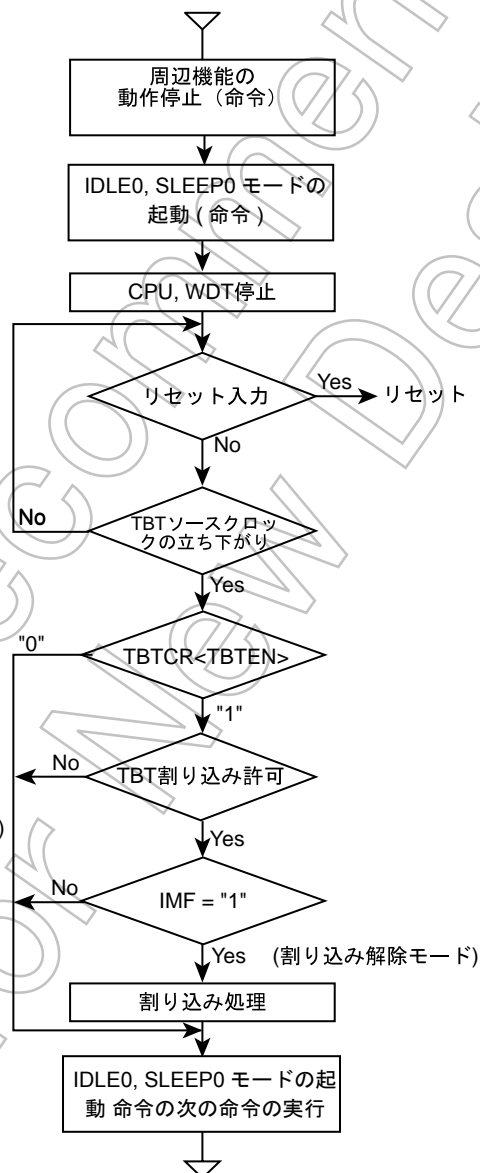 周辺機能の
動作停止（命令）
IDLE0, SLEEP0 モードの
起動 ( 命令 )
CPU, WDT停止
リセット入力
Yes
リセット
No
No
TBTソースクロッ
クの立ち下がり
Yes
"0"
TBTCR<TBTEN>
"1"
No
TBT割り込み許可
)
Yes
No
IMF = "1"
Yes
(割り込み解除モード)
割り込み処理
IDLE0, SLEEP0 モードの起
動 命令の次の命令の実行